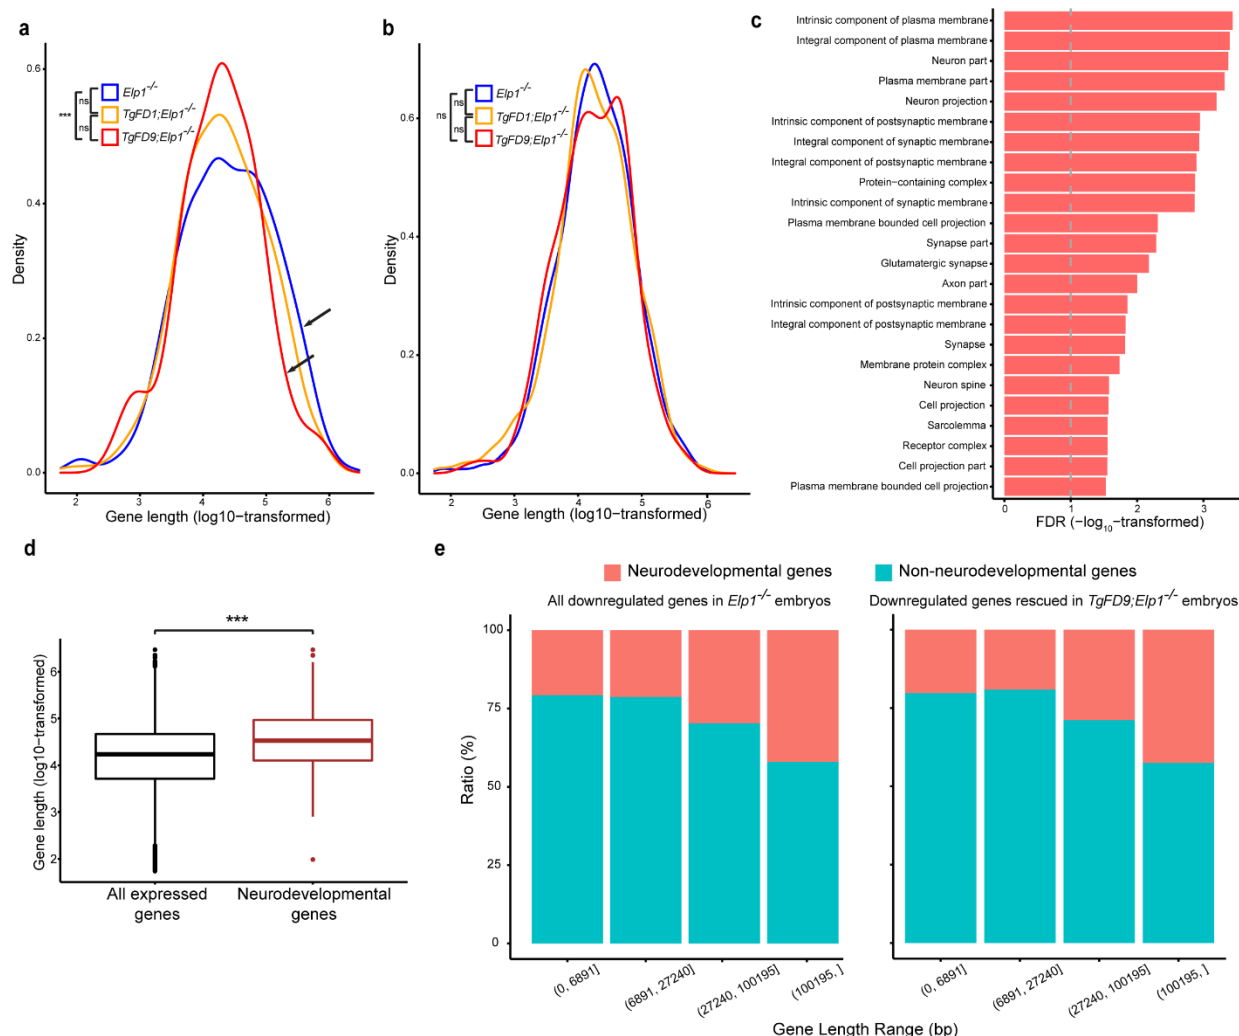 a
Density
0.6
0.4
0.2
0.0
***
ns
ns
Elp1-/-
TgFD1;Elp1-/-
TgFD9;Elp1-/-
2 3 4 5 6
Gene length (log10−transformed)
b
Density
0.6
0.4
0.2
0.0
ns
ns
ns
Elp1-/-
TgFD1;Elp1-/-
TgFD9;Elp1-/-
2 3 4 5 6
Gene length (log10−transformed)
c
Intrinsic component of plasma membrane
Integral component of plasma membrane
Neuron part
Plasma membrane part
Neuron projection
Intrinsic component of postsynaptic membrane
Integral component of synaptic membrane
Integral component of postsynaptic membrane
Protein−containing complex
Intrinsic component of synaptic membrane
Plasma membrane bounded cell projection
Synapse part
Glutamatergic synapse
Axon part
Intrinsic component of postsynaptic membrane
Integral component of postsynaptic membrane
Synapse
Membrane protein complex
Neuron spine
Cell projection
Sarcolemma
Receptor complex
Cell projection part
Plasma membrane bounded cell projection
0 1 2 3
FDR (−log10−transformed)
d
Gene length (log10−transformed)
6
5
4
3
2
***
All expressed
genes
Neurodevelopmental
genes
e
Neurodevelopmental genes
Non-neurodevelopmental genes
All downregulated genes in Elp1-/- embryos
Downregulated genes rescued in TgFD9;Elp1-/- embryos
Ratio (%)
100
75
50
25
0
(0, 6891]
(6891, 27240]
(27240, 100195]
(100195, ]
(0, 6891]
(6891, 27240]
(27240, 100195]
(100195, ]
Gene Length Range (bp)